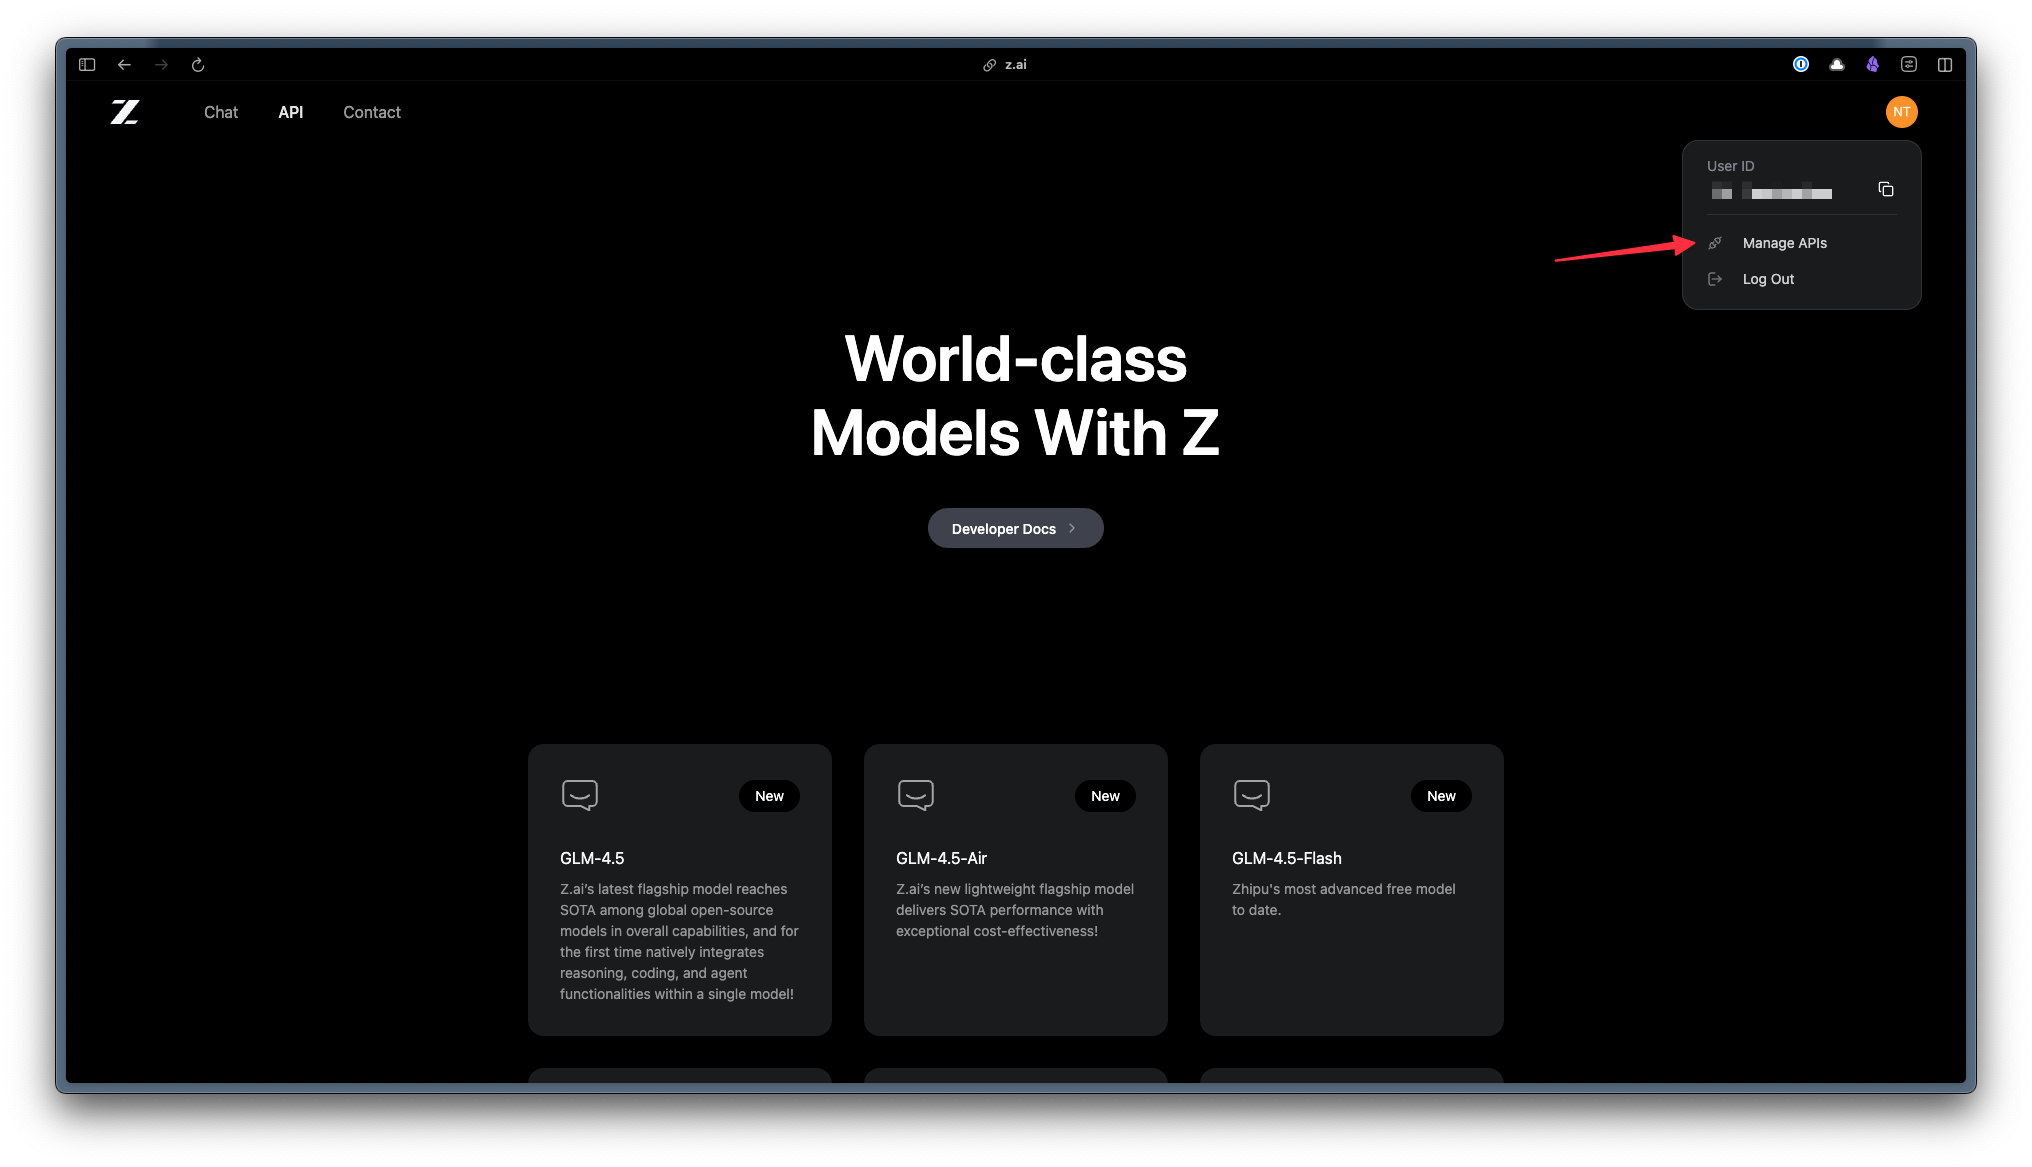 z.ai
Chat API Contact
NT
User ID
Manage APIs
Log Out
World-class
Models With Z
Developer Docs
New
GLM-4.5
Z.ai’s latest flagship model reaches
SOTA among global open-source
models in overall capabilities, and for
the first time natively integrates
reasoning, coding, and agent
functionalities within a single model!
New
GLM-4.5-Air
Z.ai’s new lightweight flagship model
delivers SOTA performance with
exceptional cost-effectiveness!
New
GLM-4.5-Flash
Zhipu's most advanced free model
to date.